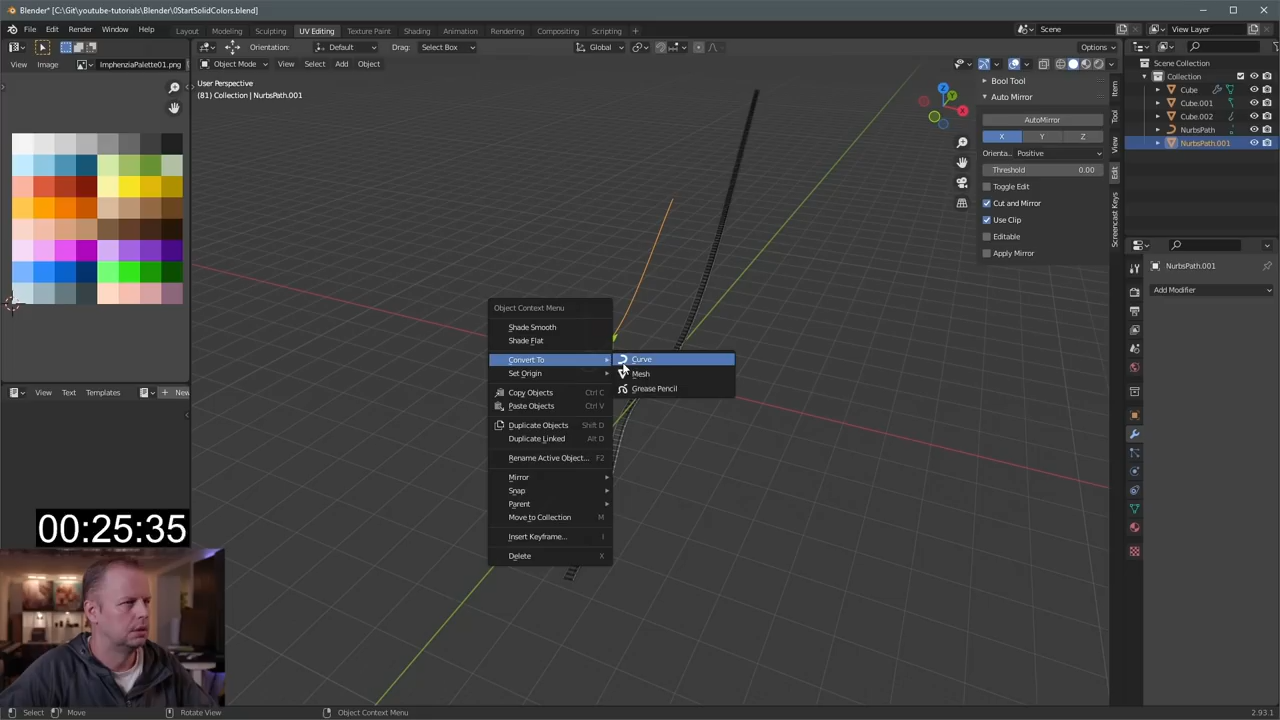 Blender* [C:\Git\youtube-tutorials\Blender\0StartSolidColors.blend]
File Edit Render Window Help Layout Modeling Sculpting UV Editing Texture Paint Shading Animation Rendering Compositing Scripting Scene View Layer
Orientation: Default Drag: Select Box Global Options
View Image ImphenziaPalette01.png Object Mode View Select Add Object
User Perspective
(81) Collection | NurbsPath.001
Bool Tool
Auto Mirror
AutoMirror
X Y Z
Orienta... Positive
Threshold 0.00
Toggle Edit
Cut and Mirror
Use Clip
Editable
Apply Mirror
Item
Tool
View
Edit
Screencast Keys
Scene Collection
Collection
Cube
Cube.001
Cube.002
NurbsPath
NurbsPath.001
NurbsPath.001
Add Modifier
Object Context Menu
Shade Smooth
Shade Flat
Convert To
Set Origin
Copy Objects Ctrl C
Paste Objects Ctrl V
Duplicate Objects Shift D
Duplicate Linked Alt D
Rename Active Object... F2
Mirror
Snap
Parent
Move to Collection M
Insert Keyframe... I
Delete X
Curve
Mesh
Grease Pencil
View Text Templates New
00:25:35
Select Move Rotate View Object Context Menu 2.93.1